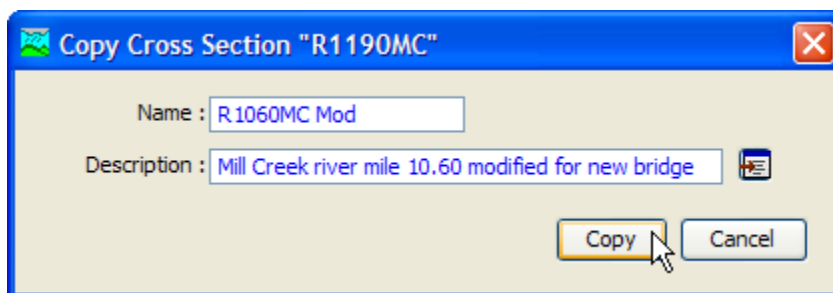 Copy Cross Section "R1190MC"
Name : R1060MC Mod
Description : Mill Creek river mile 10.60 modified for new bridge
Copy Cancel